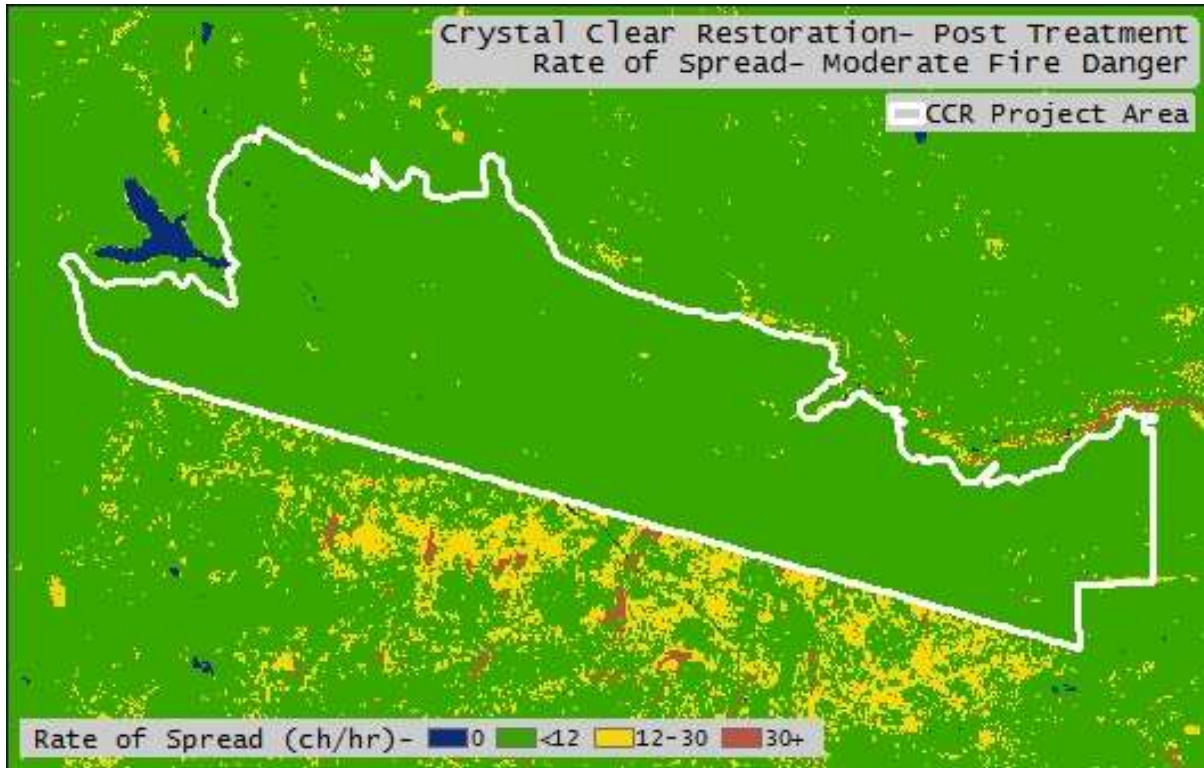 Crystal Clear Restoration- Post Treatment
Rate of Spread- Moderate Fire Danger
CCR Project Area
Rate of Spread (ch/hr)- 0 <12 12-30 30+